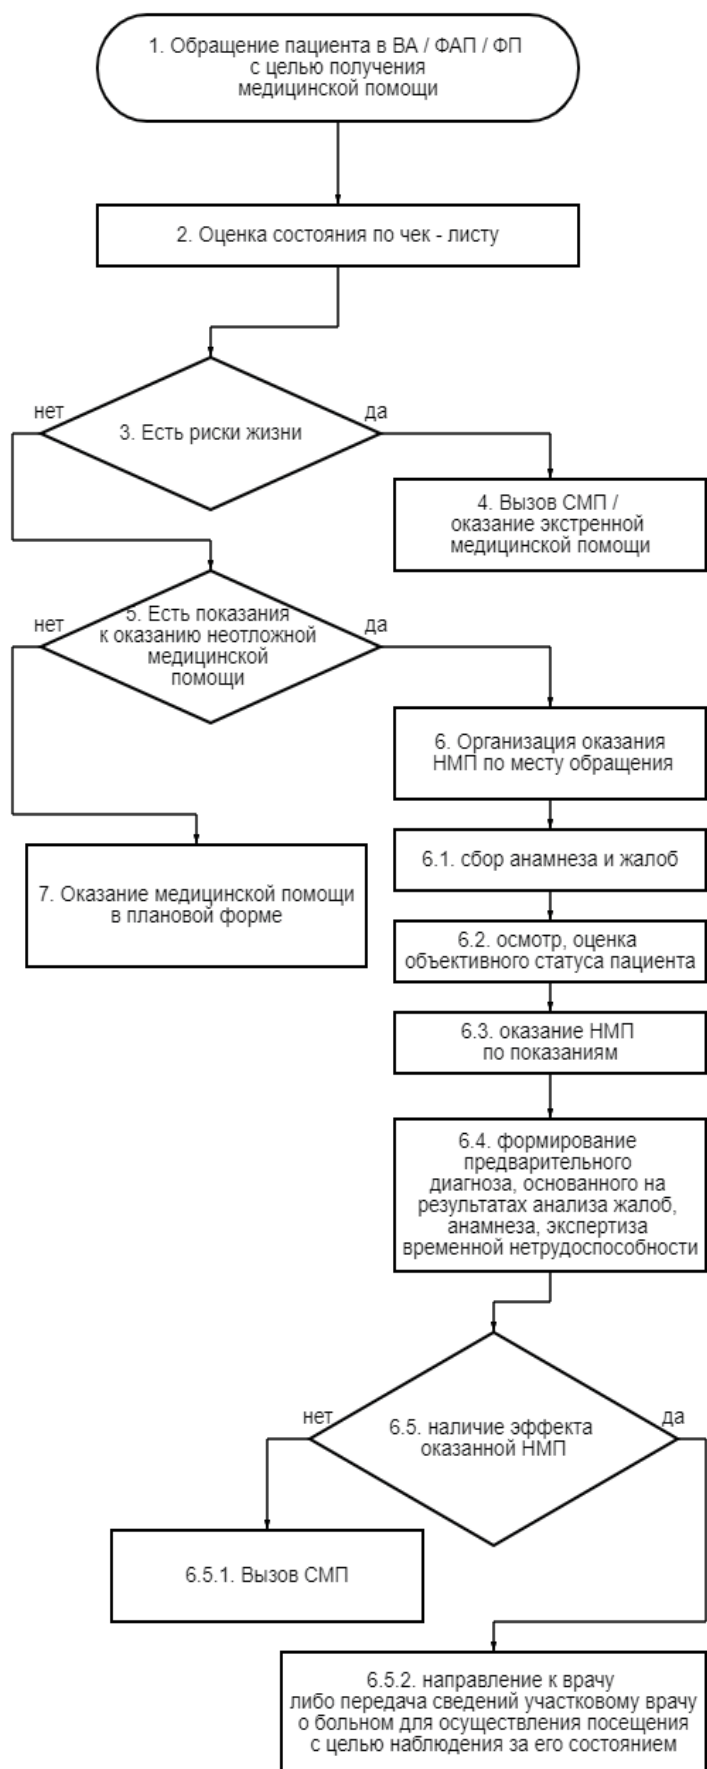 1. Обращение пациента в ВА / ФАП / ФП
с целью получения
медицинской помощи
2. Оценка состояния по чек - листу
нет
да
3. Есть риски жизни
4. Вызов СМП /
оказание экстренной
медицинской помощи
нет
да
5. Есть показания
к оказанию неотложной
медицинской
помощи
6. Организация оказания
НМП по месту обращения
6.1. сбор анамнеза и жалоб
7. Оказание медицинской помощи
в плановой форме
6.2. осмотр, оценка
объективного статуса пациента
6.3. оказание НМП
по показаниям
6.4. формирование
предварительного
диагноза, основанного на
результатах анализа жалоб,
анамнеза, экспертиза
временной нетрудоспособности
нет
да
6.5. наличие эффекта
оказанной НМП
6.5.1. Вызов СМП
6.5.2. направление к врачу
либо передача сведений участковому врачу
о больном для осуществления посещения
с целью наблюдения за его состоянием